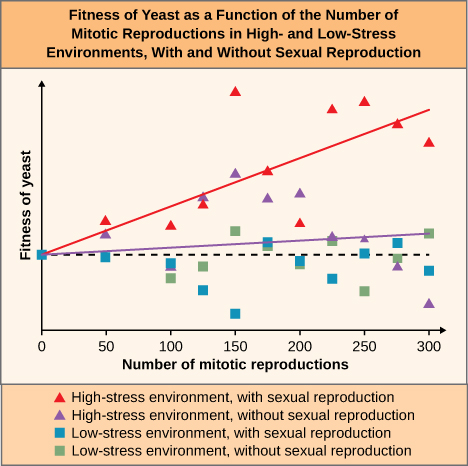 Fitness of Yeast as a Function of the Number of
Mitotic Reproductions in High- and Low-Stress
Environments, With and Without Sexual Reproduction
Fitness of yeast
0 50 100 150 200 250 300
Number of mitotic reproductions
High-stress environment, with sexual reproduction
High-stress environment, without sexual reproduction
Low-stress environment, with sexual reproduction
Low-stress environment, without sexual reproduction